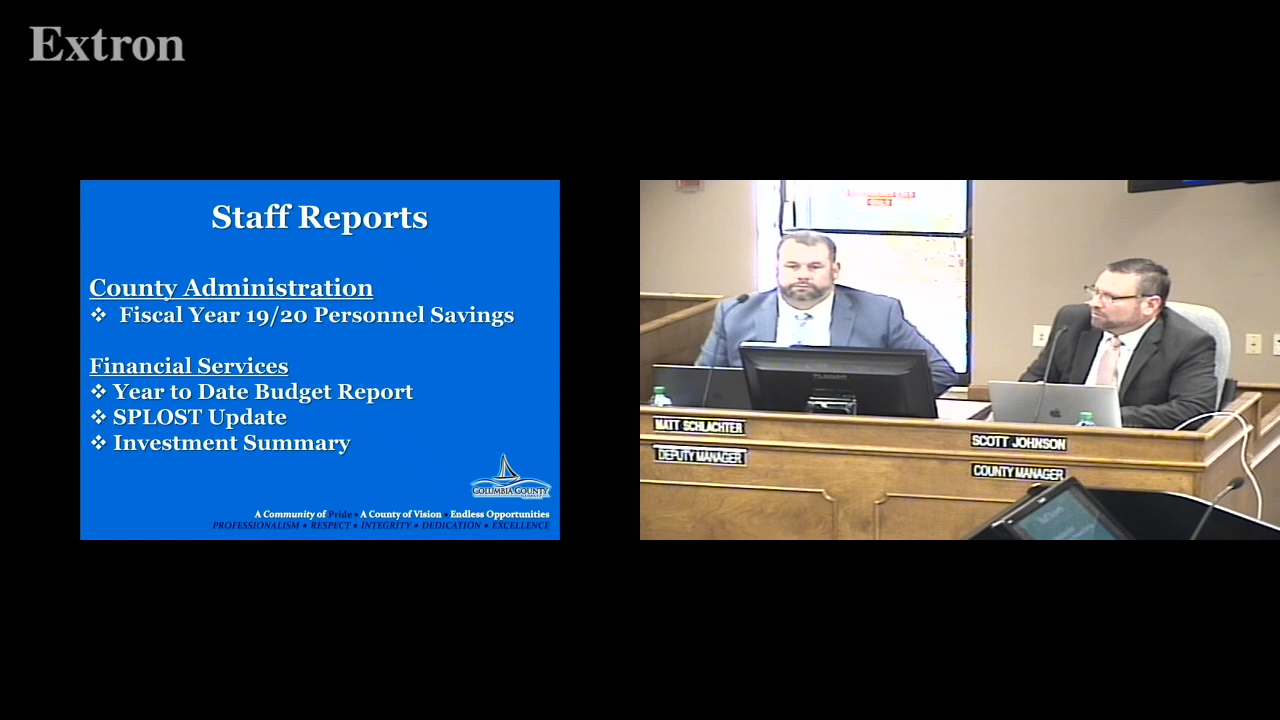 Extron
Staff Reports
County Administration
❖ Fiscal Year 19/20 Personnel Savings
Financial Services
❖ Year to Date Budget Report
❖ SPLOST Update
❖ Investment Summary
COLUMBIA COUNTY
A Community of Pride • A County of Vision • Endless Opportunities
PROFESSIONALISM • RESPECT • INTEGRITY • DEDICATION • EXCELLENCE
MATT SCHLACHTER
DEPUTY MANAGER
SCOTT JOHNSON
COUNTY MANAGER